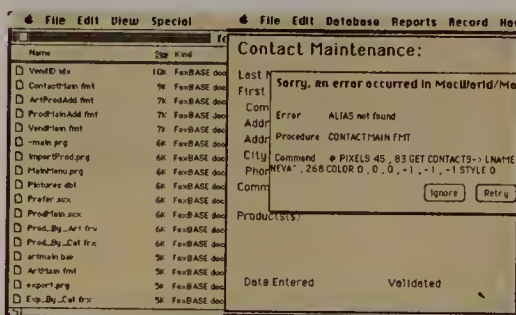 File Edit View Special
Name Size Kind
VendID idx 10K FoxBASE doc
ContactMain fmt 9K FoxBASE doc
ArtProdAdd fmt 7K FoxBASE doc
ProdMainAdd fmt 7K FoxBASE doc
VendMain fmt 7K FoxBASE doc
-main.prg 6K FoxBASE doc
ImportProd.prg 6K FoxBASE doc
MainMenu.prg 6K FoxBASE doc
Pictures.dbt 6K FoxBASE doc
Prefer.scx 6K FoxBASE doc
ProdMain.scx 6K FoxBASE doc
Prod_By_Art frx 6K FoxBASE doc
Prod_By_Cat frx 6K FoxBASE doc
artmain bak 5K FoxBASE doc
ArtMain fmt 5K FoxBASE doc
export.prg 5K FoxBASE doc
Exp_By_Cat frx 5K FoxBASE doc
File Edit Database Reports Record
Contact Maintenance:
Last
First
Com
Addr
Addr
City
Phon
Comm
Sorry, an error occurred in MacWorld/Ma
Error ALIAS not found
Procedure CONTACTMAIN FMT
Command @ PIXELS 45 , 83 GET CONTACTS-> LNAME
NEVA" , 268 COLOR 0 , 0 , 0 , -1 , -1 , -1 STYLE 0
Ignore Retry
Products(s)
Date Entered Validated